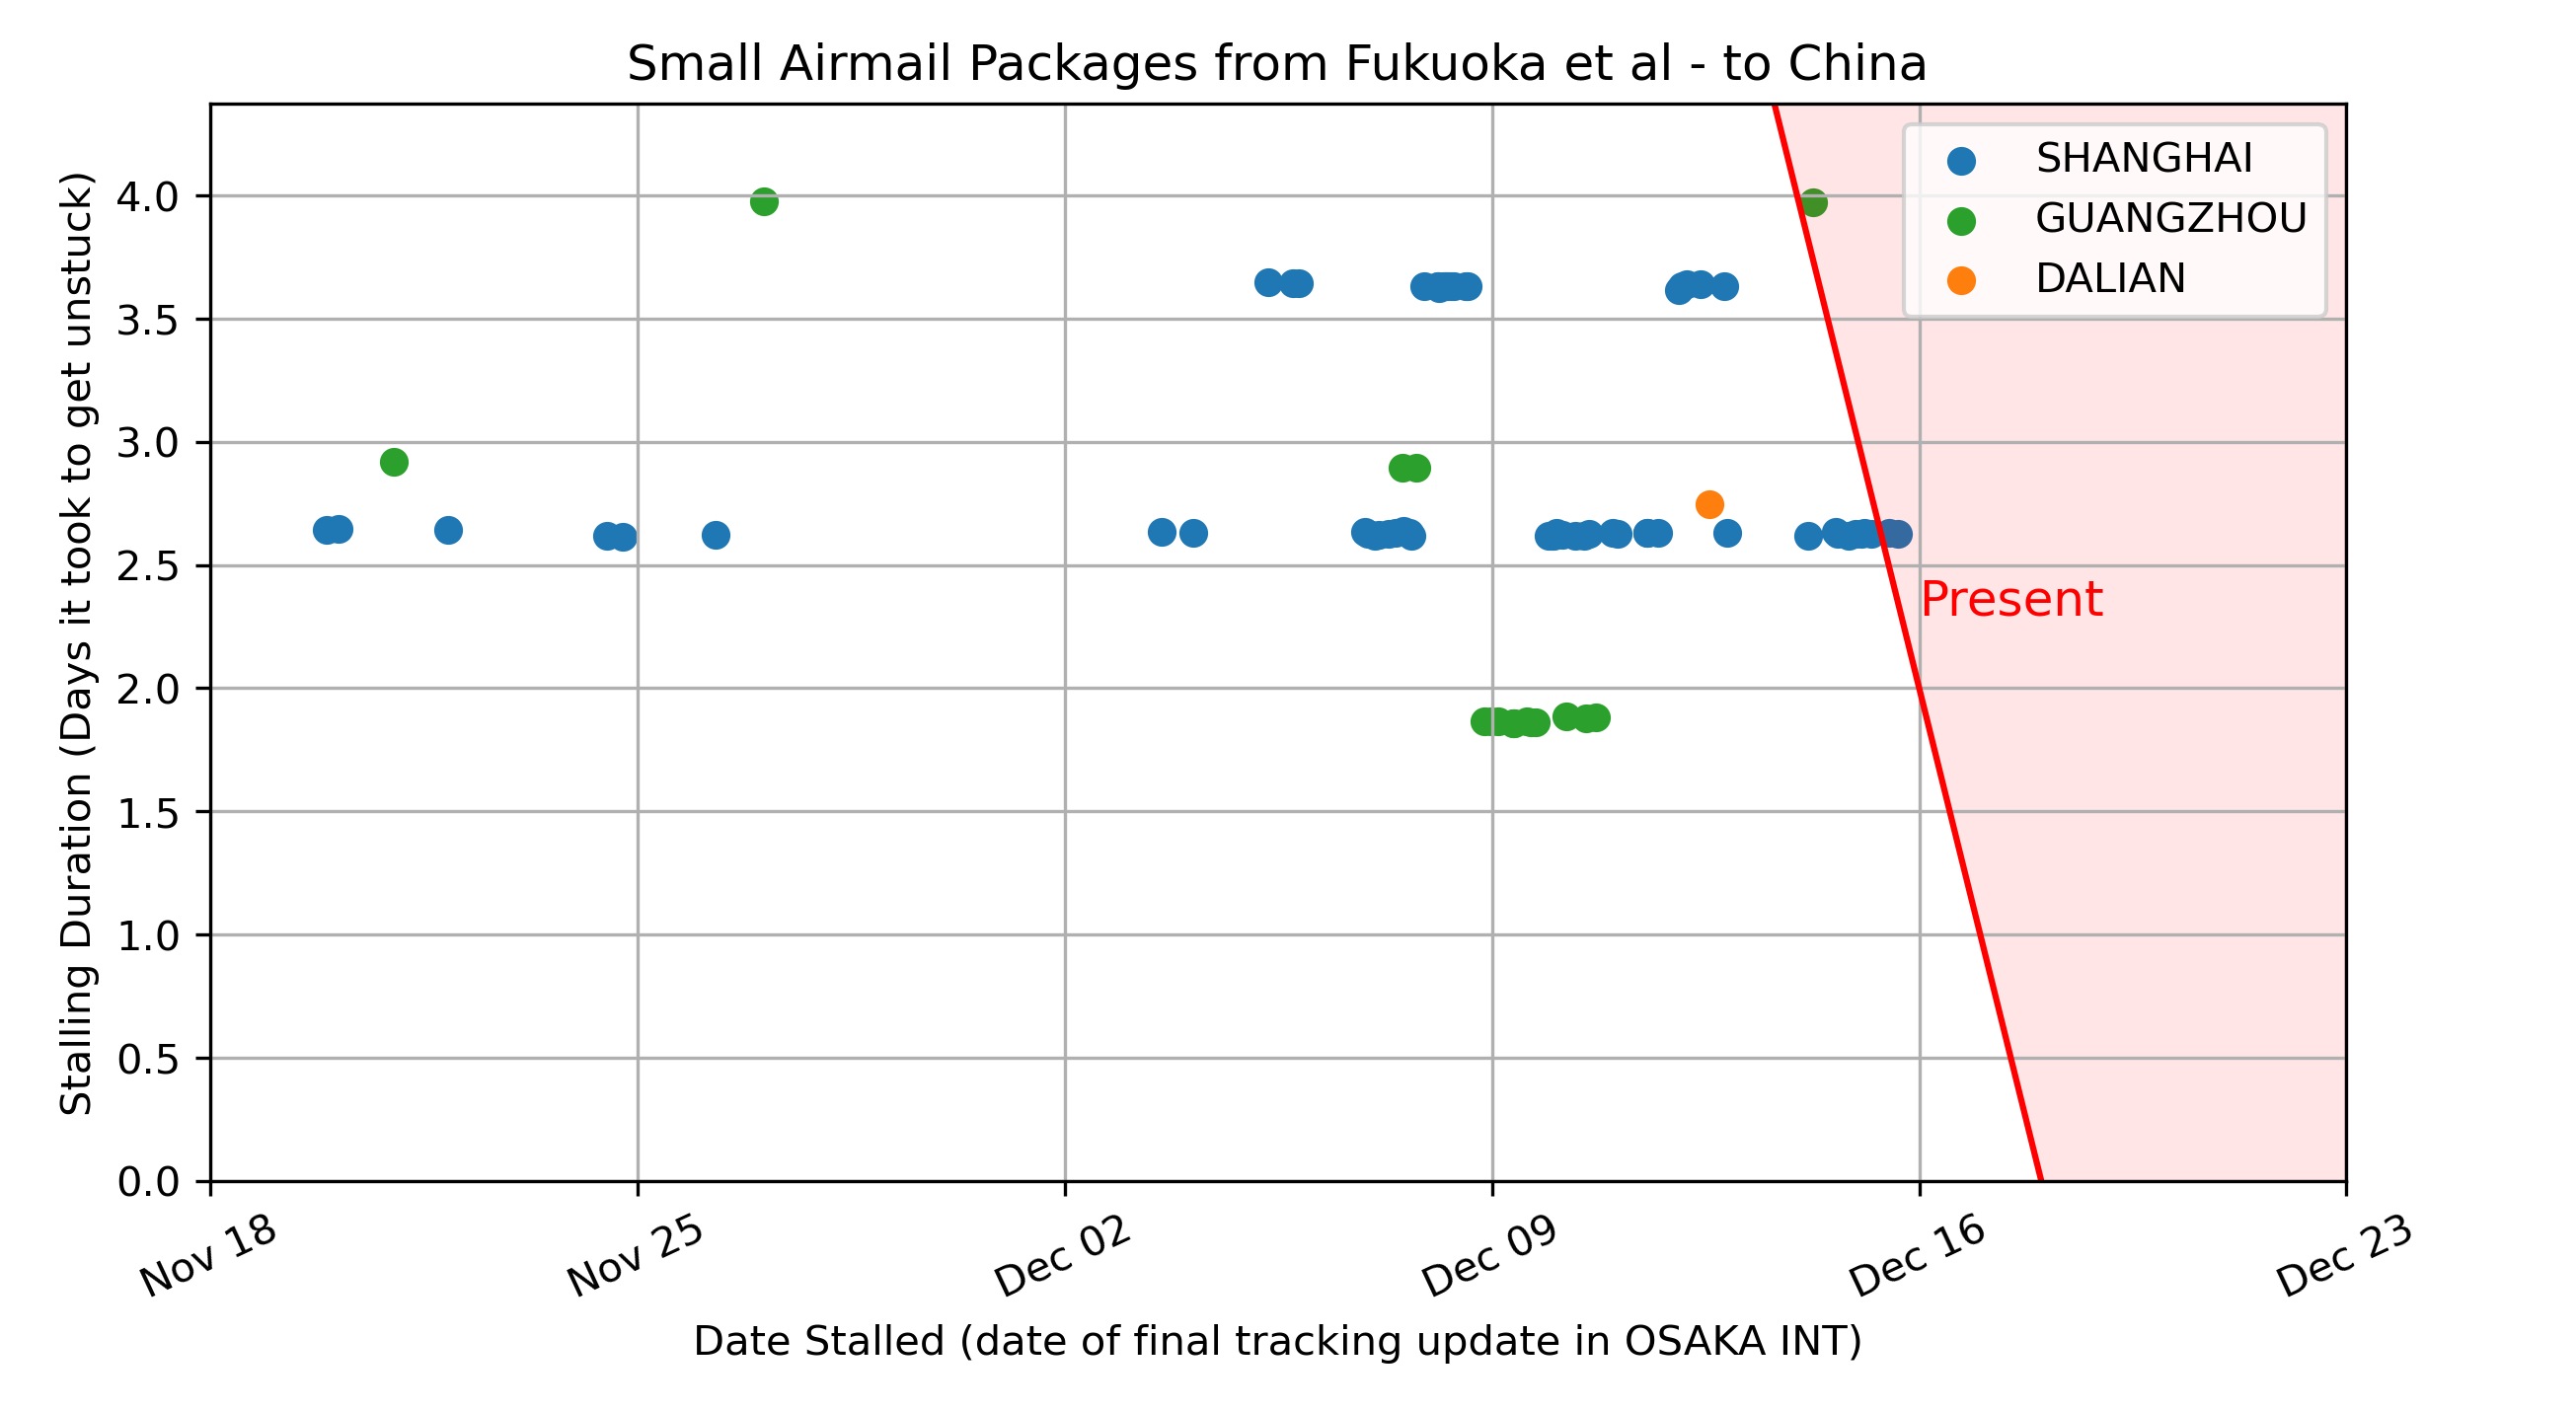 Small Airmail Packages from Fukuoka et al - to China
SHANGHAI
GUANGZHOU
DALIAN
Stalling Duration (Days it took to get unstuck)
4.0
3.5
3.0
2.5
2.0
1.5
1.0
0.5
0.0
Present
Nov 18
Nov 25
Dec 02
Dec 09
Dec 16
Dec 23
Date Stalled (date of final tracking update in OSAKA INT)